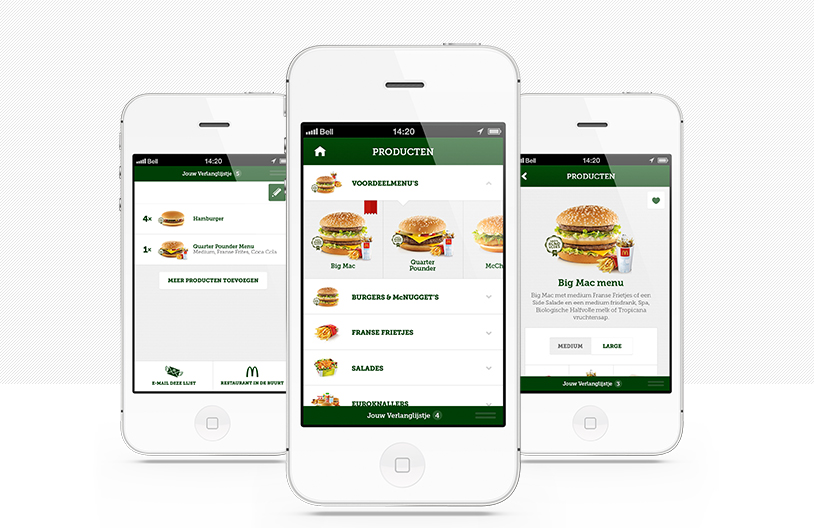 Bell 14:20
Jouw Verlanglijstje 5
4× Hamburger
1× Quarter Pounder Menu
Medium, Franse Frites, Coca Cola
MEER PRODUCTEN TOEVOEGEN
E-MAIL DEZE LIJST
RESTAURANT IN DE BUURT
Bell 14:20
PRODUCTEN
VOORDEELMENU'S
Big Mac
Quarter
Pounder
McCh
BURGERS & McNUGGET'S
FRANSE FRIETJES
SALADES
EUROKNALLERS
Jouw Verlanglijstje 4
Bell 14:20
PRODUCTEN
Big Mac menu
Big Mac met medium Franse Frietjes of een
Side Salade en een medium frisdrank, Spa,
Biologische Halfvolle melk of Tropicana
vruchtensap.
MEDIUM LARGE
Jouw Verlanglijstje 3